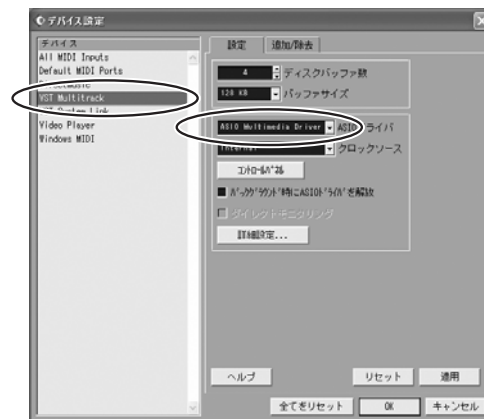 デバイス設定
デバイス
All MIDI Inputs
Default MIDI Ports
VST Multitrack
VST System Link
Video Player
Windows MIDI
設定 追加/除去
4 ディスクバッファ数
128 KB バッファサイズ
ASIO Multimedia Driver ASIO ドライバ
Internal クロックソース
コントロールパネル
バックグラウンド時にASIOドライバを解放
ダイレクトモニタリング
詳細設定...
ヘルプ リセット 適用
全てをリセット OK キャンセル